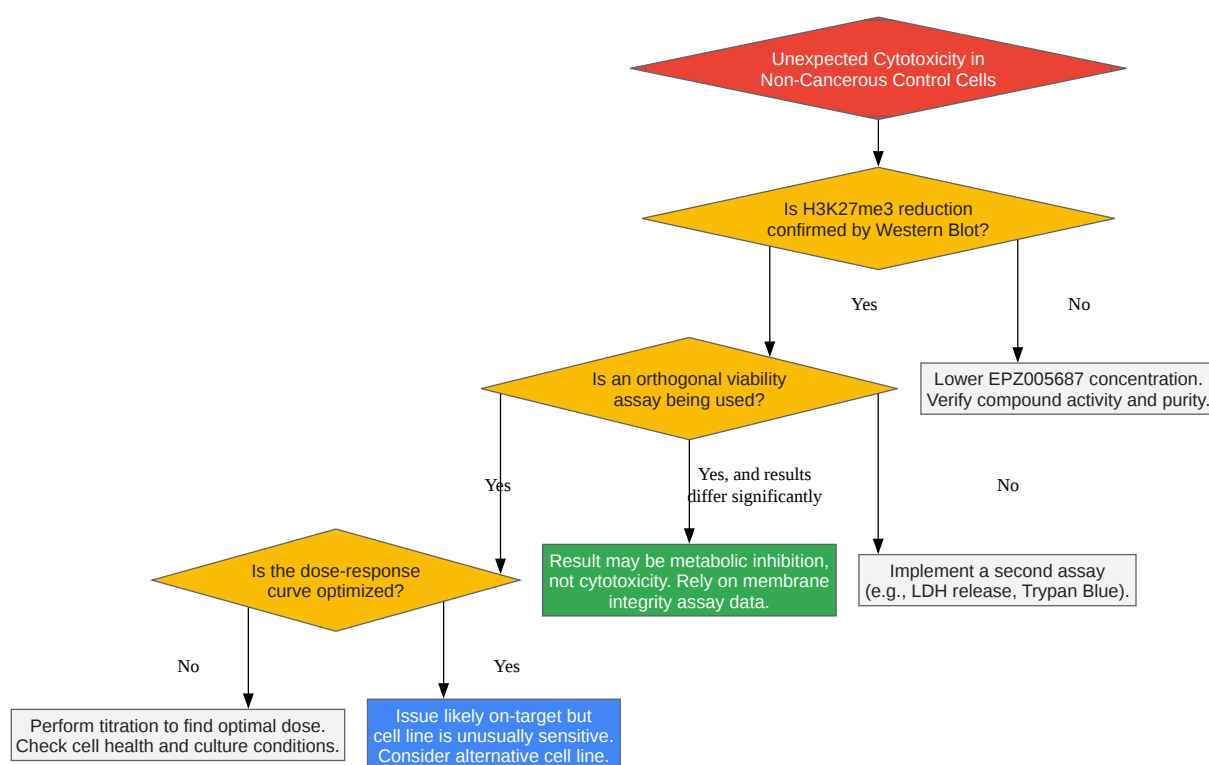 Unexpected Cytotoxicity in
Non-Cancerous Control Cells
Is H3K27me3 reduction
confirmed by Western Blot?
Yes
No
Is an orthogonal viability
assay being used?
Lower EPZ005687 concentration.
Verify compound activity and purity.
Yes
Yes, and results
differ significantly
No
Is the dose-response
curve optimized?
Result may be metabolic inhibition,
not cytotoxicity. Rely on membrane
integrity assay data.
Implement a second assay
(e.g., LDH release, Trypan Blue).
No
Yes
Perform titration to find optimal dose.
Check cell health and culture conditions.
Issue likely on-target but
cell line is unusually sensitive.
Consider alternative cell line.